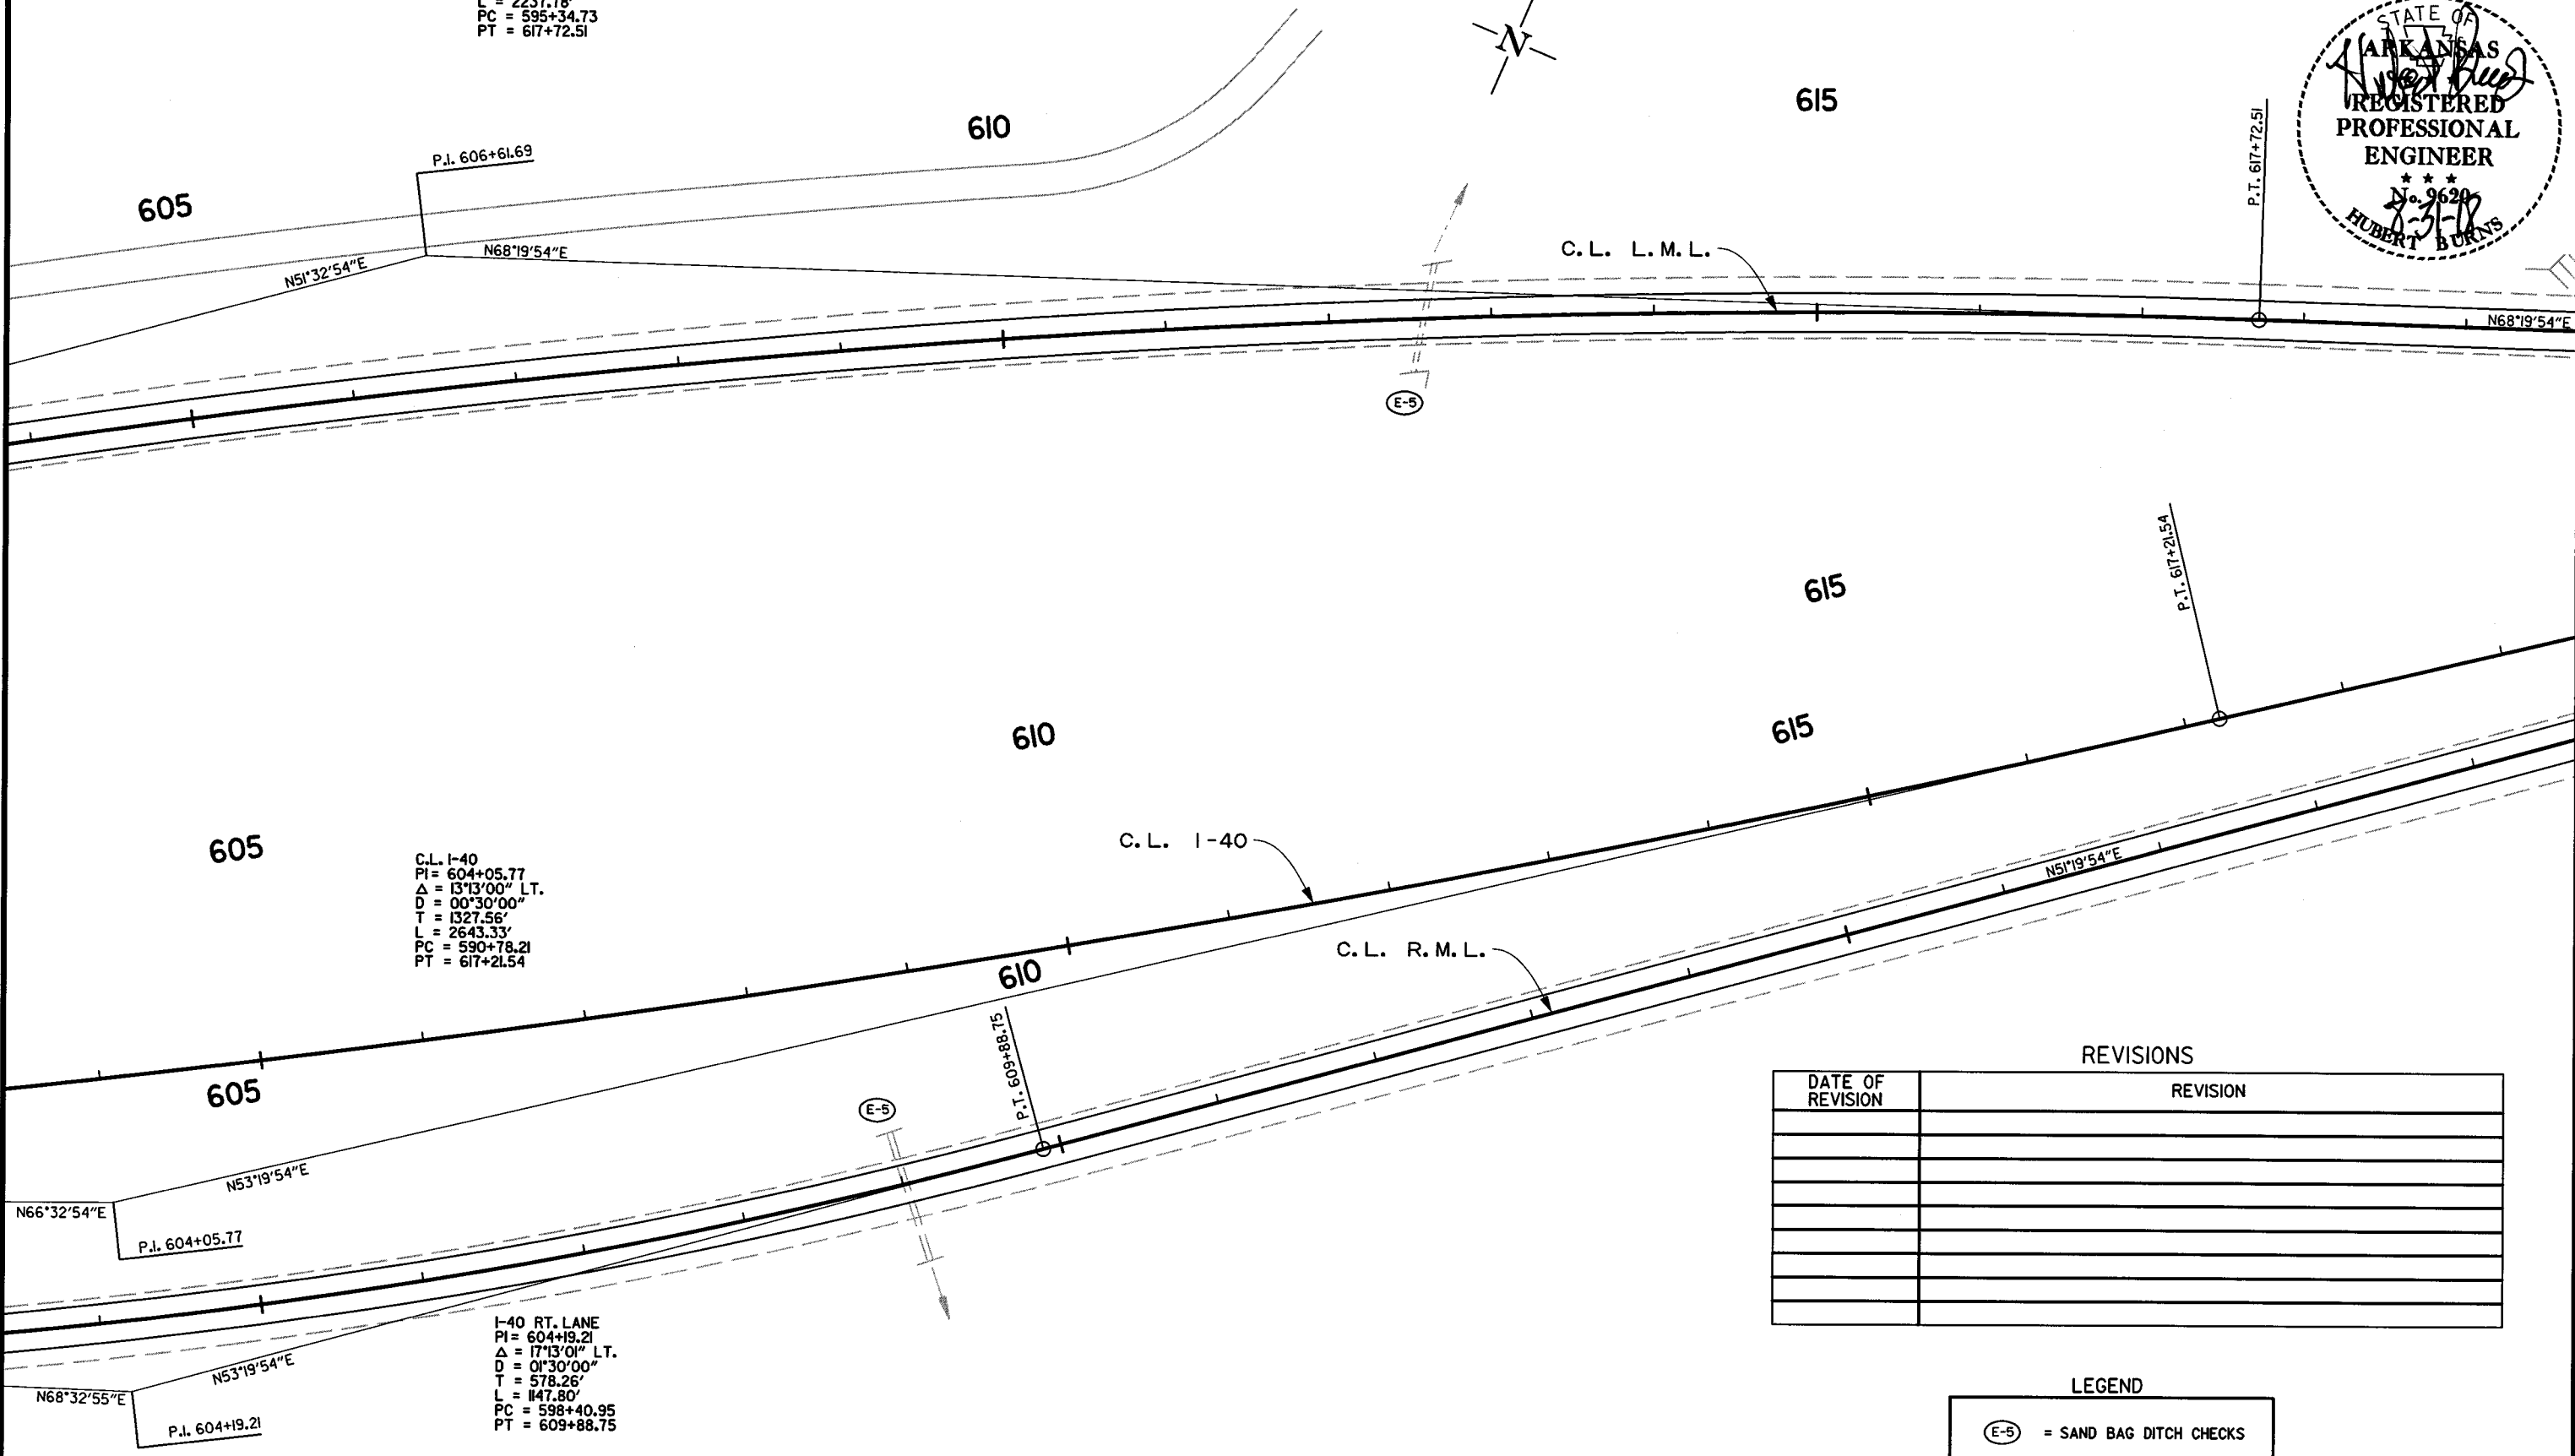 L = 2237.78'
PC = 595+34.73
PT = 617+72.51
N
STATE OF
ARKANSAS
REGISTERED
PROFESSIONAL
ENGINEER
* * *
No. 9620
8-31-18
HUBERT BURNS
615
610
P.I. 606+61.69
605
P.T. 617+72.51
N51°32'54"E
N68°19'54"E
C.L. L.M.L.
N68°19'54"E
E-5
P.T. 617+21.54
615
610
615
605
C.L. I-40
C.L. I-40
PI= 604+05.77
Δ = 13°13'00" LT.
D = 00°30'00"
T = 1327.56'
L = 2643.33'
PC = 590+78.21
PT = 617+21.54
N51°19'54"E
C.L. R.M.L.
610
P.T. 609+88.75
605
E-5
N53°19'54"E
N66°32'54"E
P.I. 604+05.77
REVISIONS
DATE OF REVISION
REVISION
I-40 RT. LANE
PI= 604+19.21
Δ = 17°13'01" LT.
D = 01°30'00"
T = 578.26'
L = 1147.80'
PC = 598+40.95
PT = 609+88.75
N53°19'54"E
N68°32'55"E
P.I. 604+19.21
LEGEND
E-5 = SAND BAG DITCH CHECKS